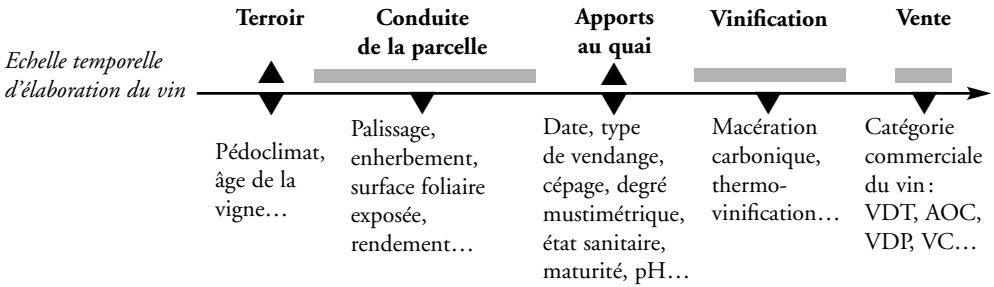 Terroir
Conduite
de la parcelle
Apports
au quai
Vinification
Vente
Echelle temporelle
d'élaboration du vin
Pédoclimat,
âge de la
vigne…
Palissage,
enherbement,
surface foliaire
exposée,
rendement…
Date, type
de vendange,
cépage, degré
mustimétrique,
état sanitaire,
maturité, pH…
Macération
carbonique,
thermo-
vinification…
Catégorie
commerciale
du vin :
VDT, AOC,
VDP, VC…